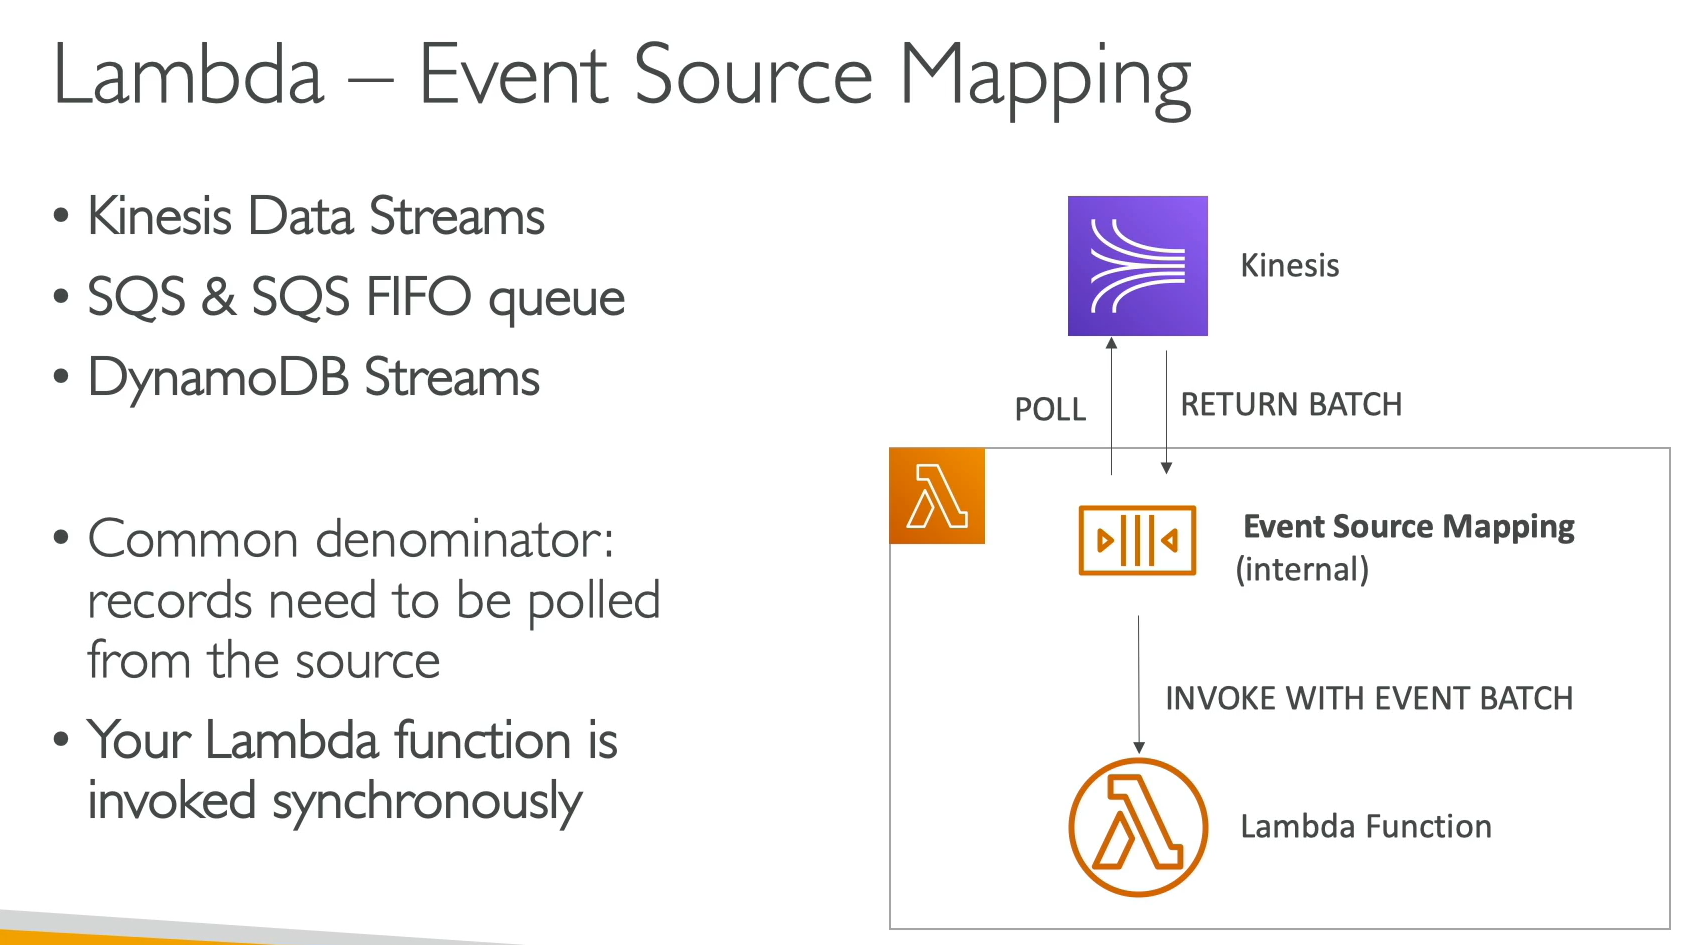 Lambda – Event Source Mapping
• Kinesis Data Streams
• SQS & SQS FIFO queue
• DynamoDB Streams
• Common denominator:
records need to be polled
from the source
• Your Lambda function is
invoked synchronously
Kinesis
POLL
RETURN BATCH
Event Source Mapping
(internal)
INVOKE WITH EVENT BATCH
Lambda Function